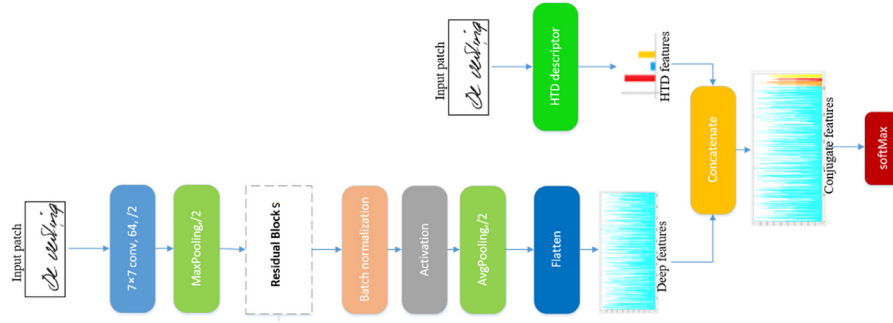 Input patch
7×7 conv, 64, /2
MaxPooling,/2
Residual Blocks
Batch normalization
Activation
AvgPooling,/2
Flatten
Deep features
Input patch
HTD descriptor
HTD features
Concatenate
Conjugate features
softMax